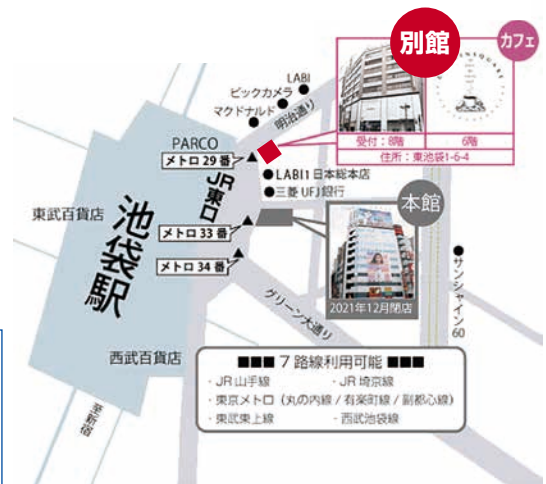 別館
カフェ
受付：8階
6階
住所：東池袋1-6-4
LABI
ビックカメラ
マクドナルド
明治通り
PARCO
メトロ 29 番
JR東口
LABI1 日本総本店
三菱 UFJ 銀行
本館
2021年12月閉店
東武百貨店
池袋駅
メトロ 33 番
メトロ 34 番
グリーン大通り
サンシャイン60
西武百貨店
至新宿
■■■ 7 路線利用可能 ■■■
・JR 山手線
・JR 埼京線
・東京メトロ（丸の内線 / 有楽町線 / 副都心線）
・東武東上線
・西武池袋線